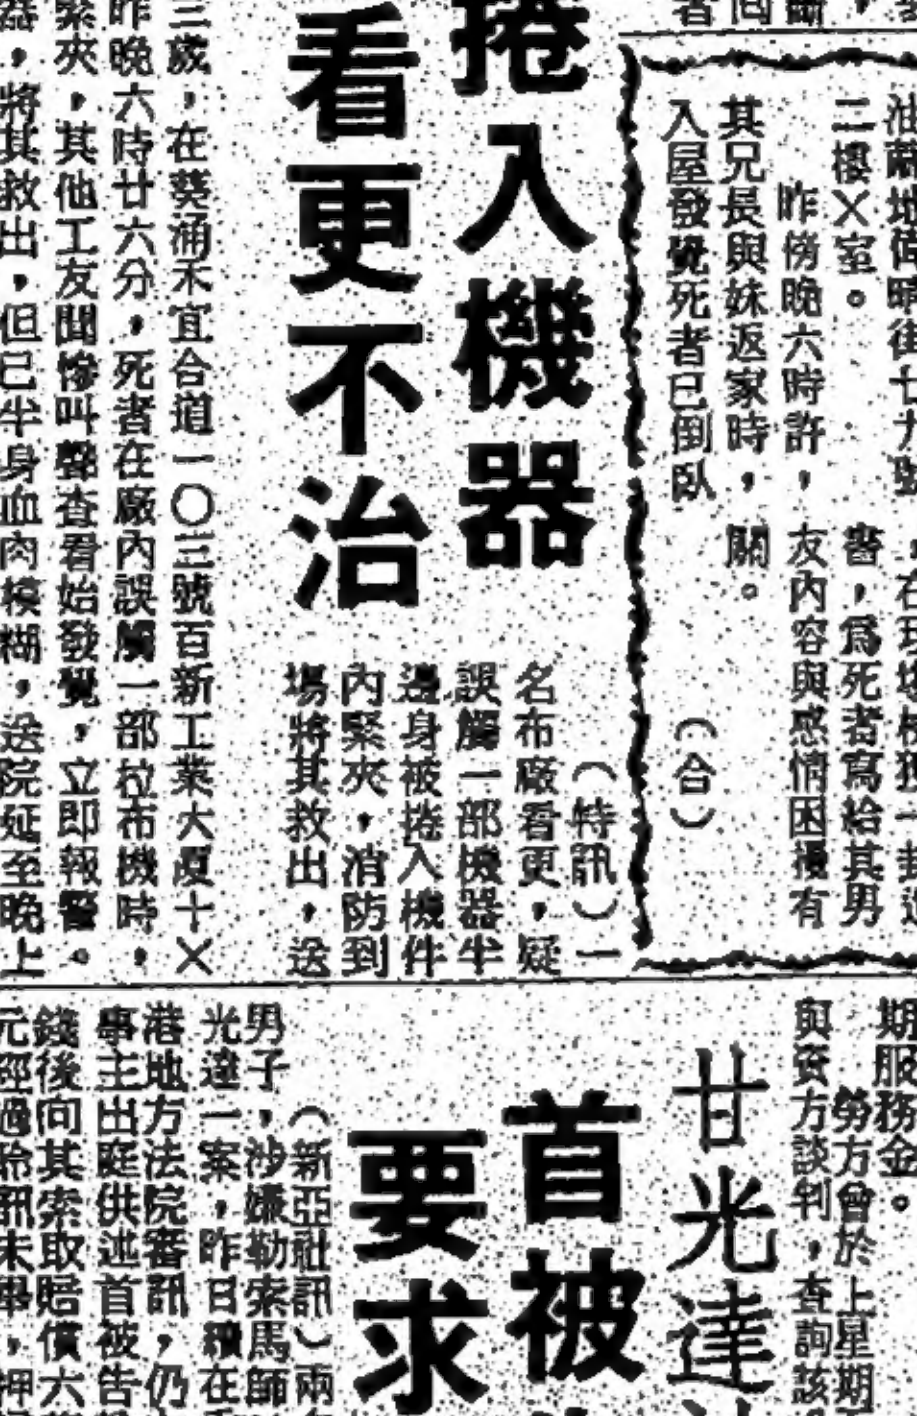 油蔴地
二樓X室。
昨傍晚六時許，
其兄長與妹返家時，
入屋發覺死者已倒臥
醫，爲死者寫給其男
友內容與感情困擾有
關。
（合）
捲入機器
看更不治
（特訊）一
名布廠看更，疑
誤觸一部機器半
邊身被捲入機件
內緊夾，消防到
場將其救出，送
三歲，在葵涌禾宜合道一〇三號百新工業大廈十X
昨晚六時廿六分，死者在廠內誤觸一部拉布機時，
緊夾，其他工友聞慘叫聲查看始發覺，立即報警。
器，將其救出，但已半身血肉模糊，送院延至晚上
期服務金。
勞方曾於上星期
與資方談判，查詢該
甘光達
首被
要求
（新亞社訊）兩
男子，涉嫌勒索馬師
光達一案，昨日續在
港地方法院審訊，仍
事主出庭供述首被告
錢後向其索取賠償六
元經過聆訊未畢，押